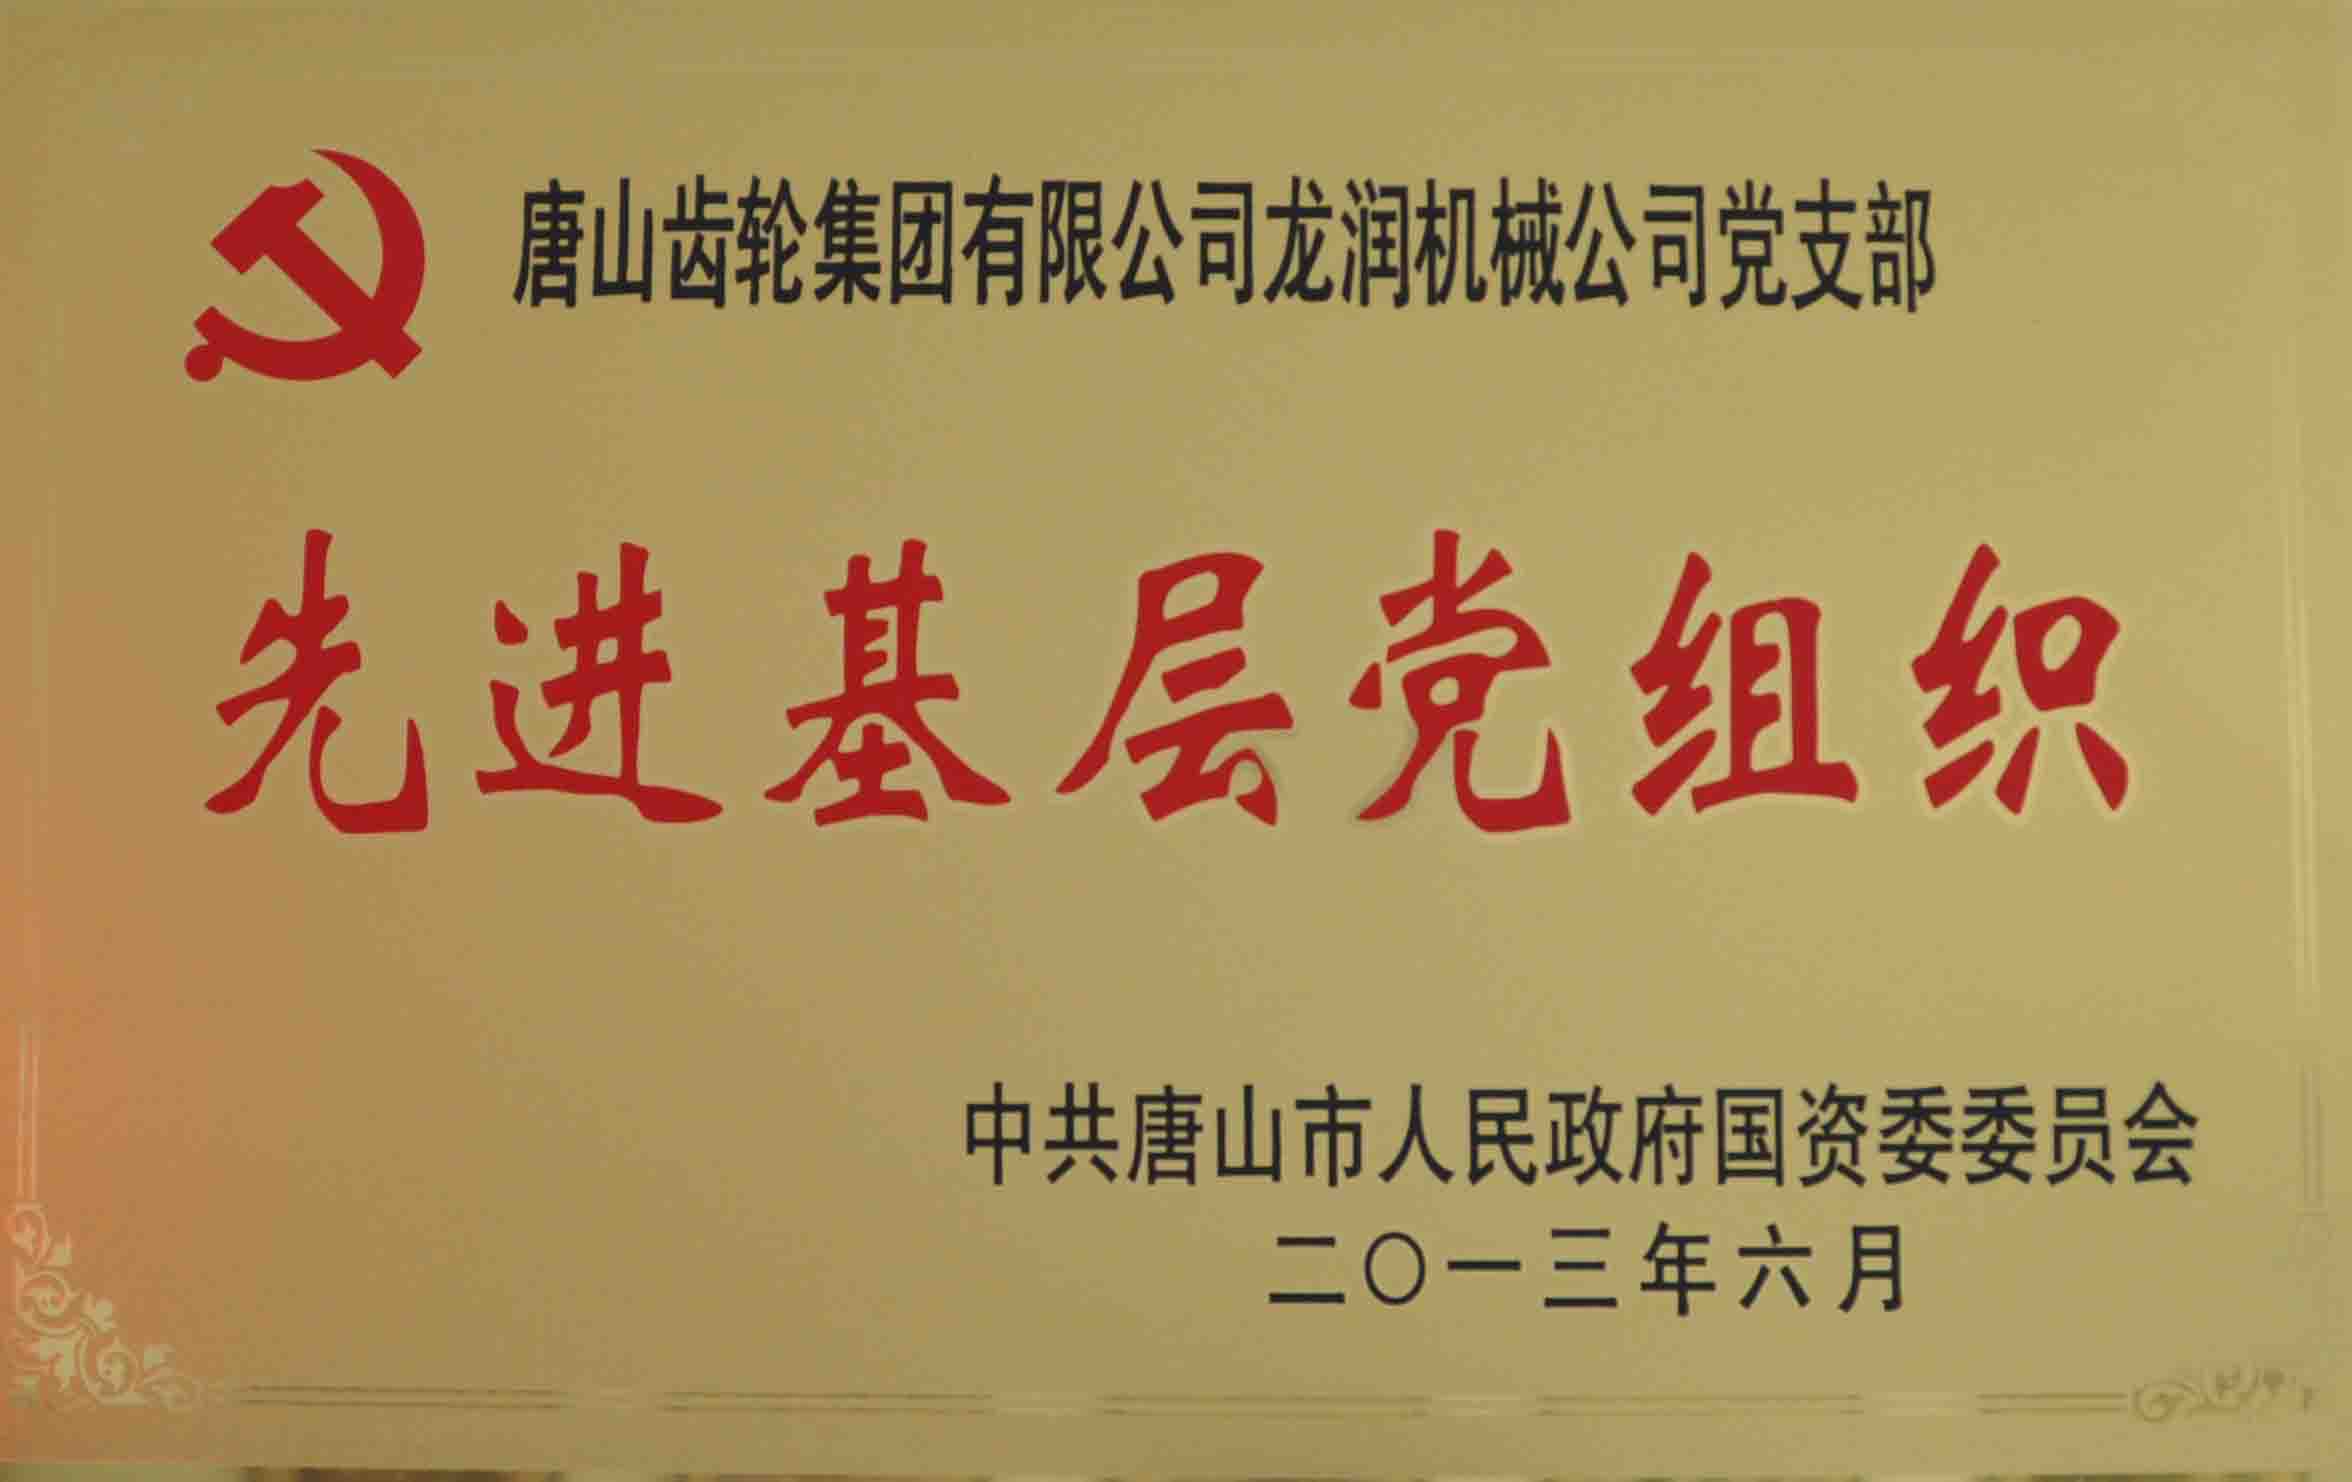 唐山齿轮集团有限公司龙润机械公司党支部
先进基层党组织
中共唐山市人民政府国资委委员会
二〇一三年六月